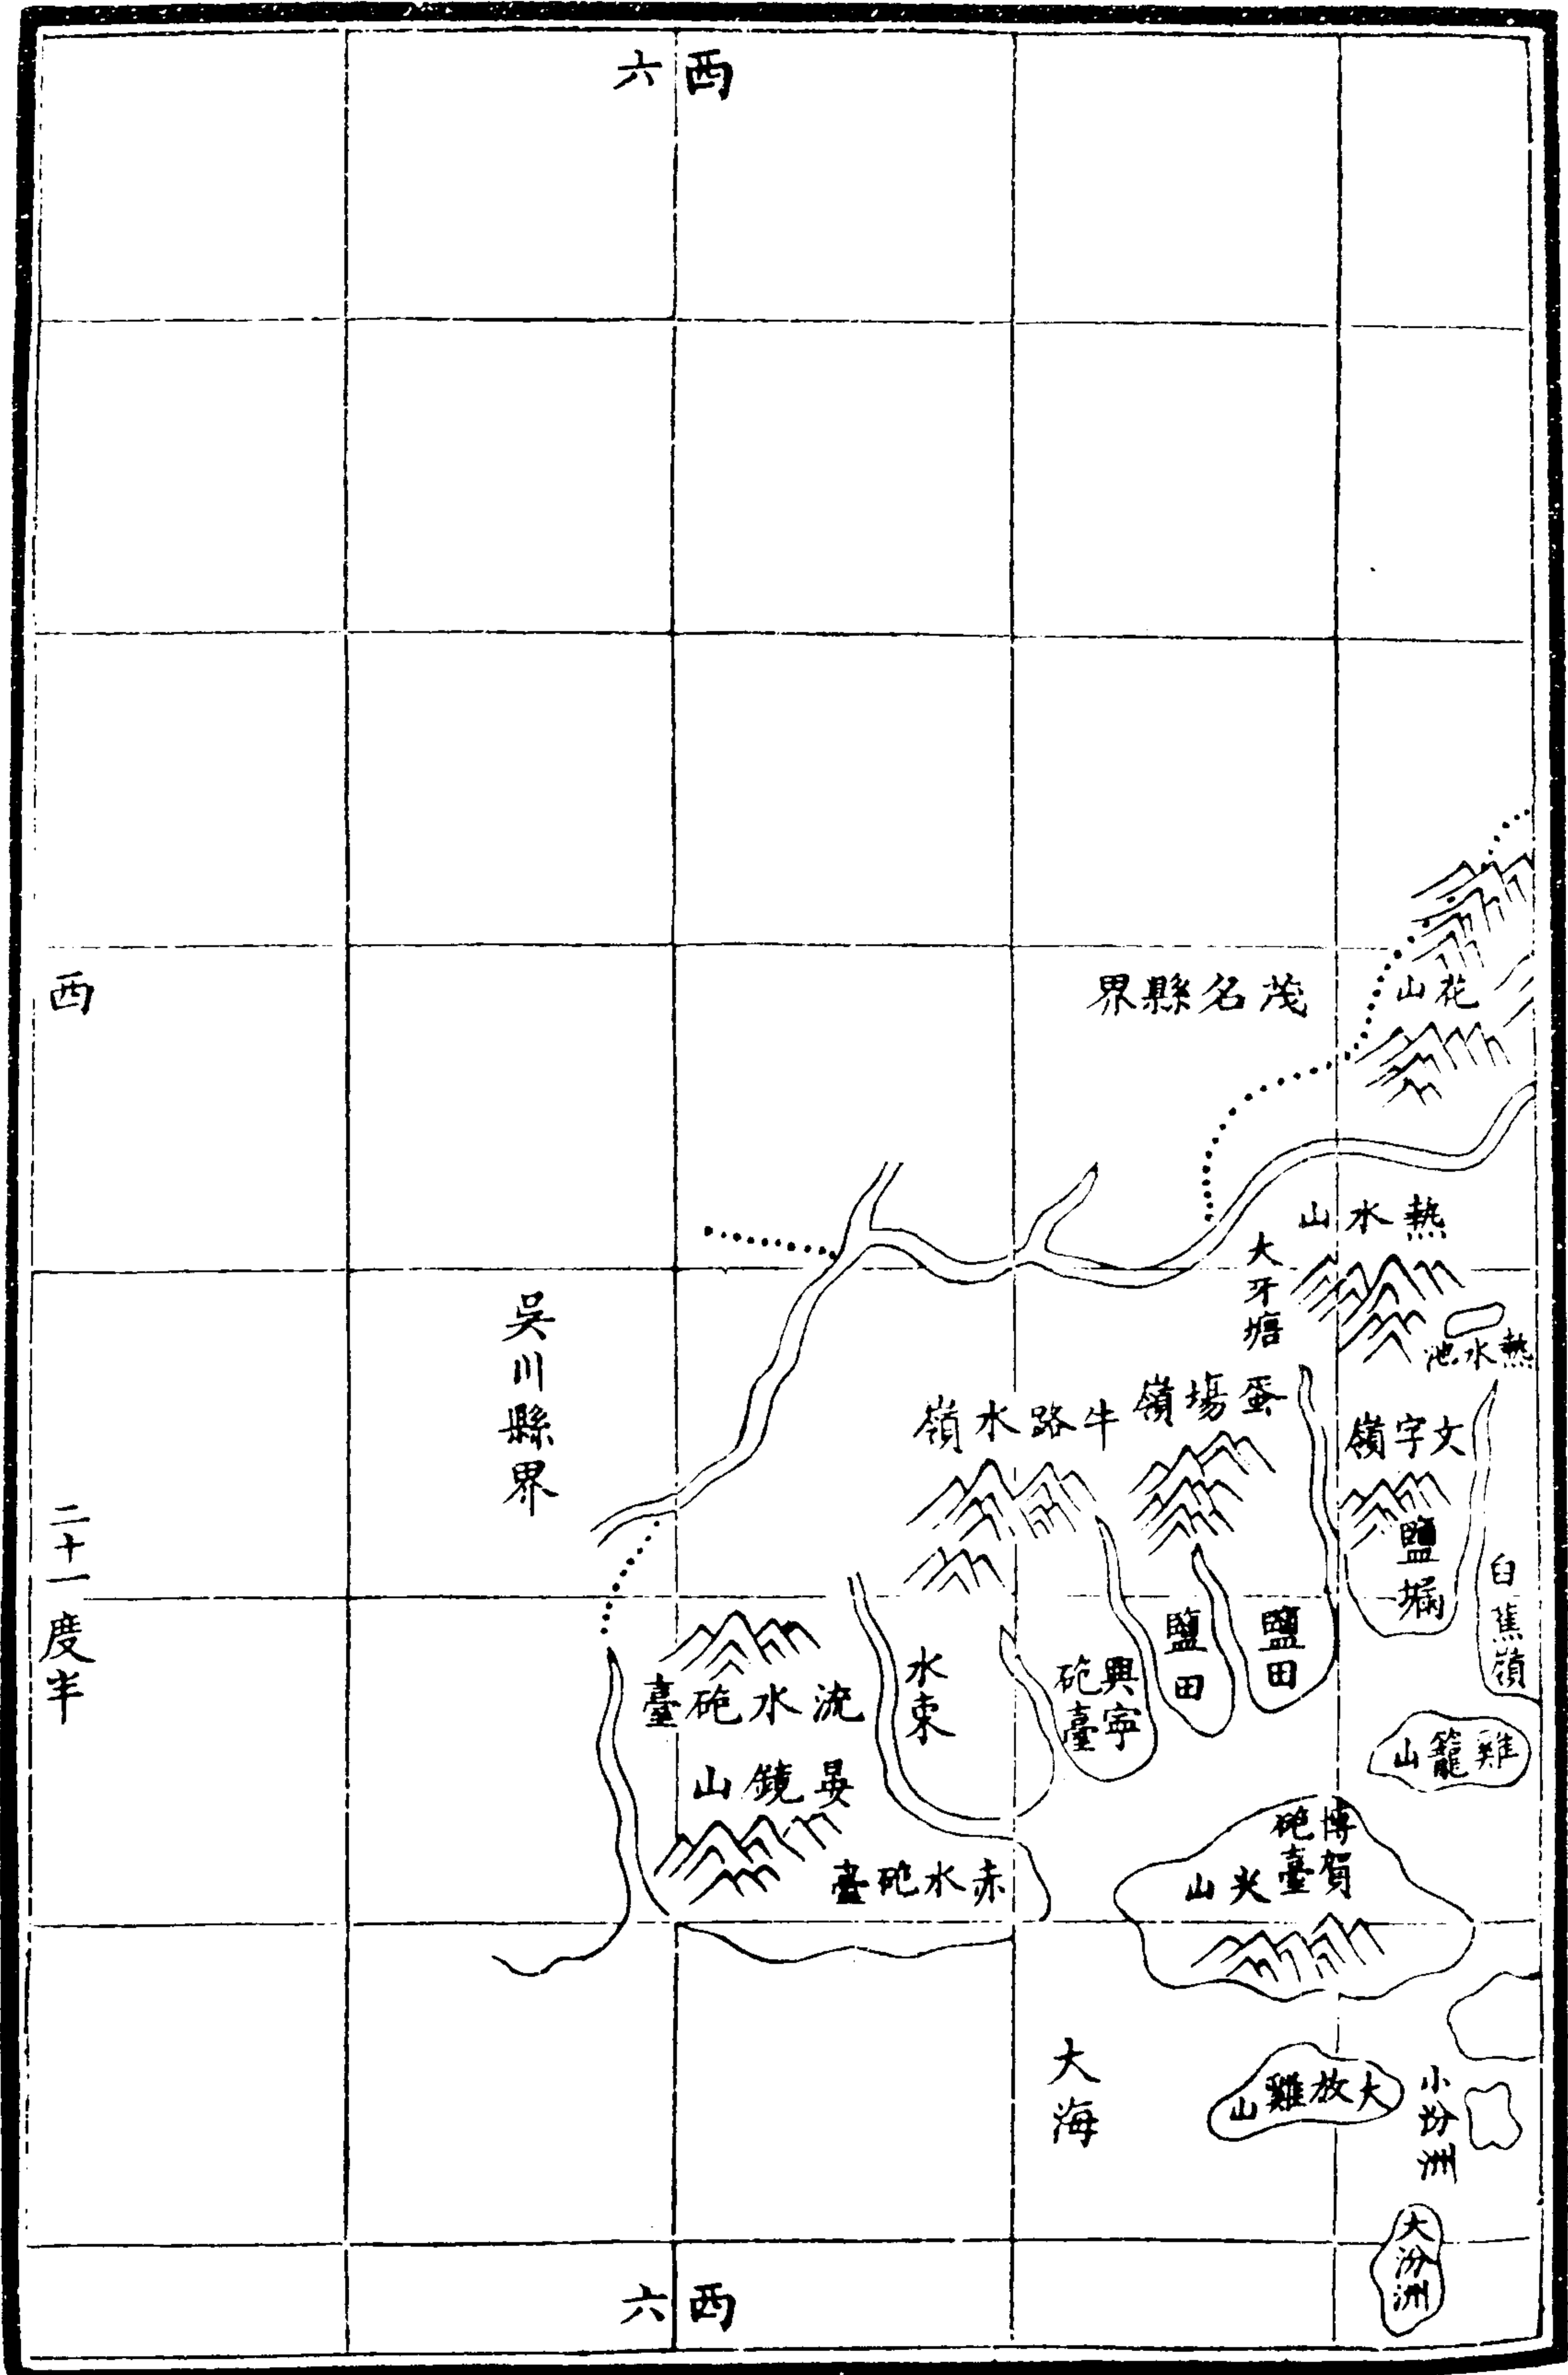 西六
花山
茂名縣界
西
熱水山
大牙塘
熱水池
吳川縣界
蛋場嶺
牛路水嶺
文字嶺
鹽漏
二十一度半
臼蕉嶺
鹽田
鹽田
興寧砲臺
水東
流水砲臺
雞籠山
晏鏡山
博賀砲臺
赤水砲臺
尖山
大海
大放雞山
小汾洲
大汾洲
西六